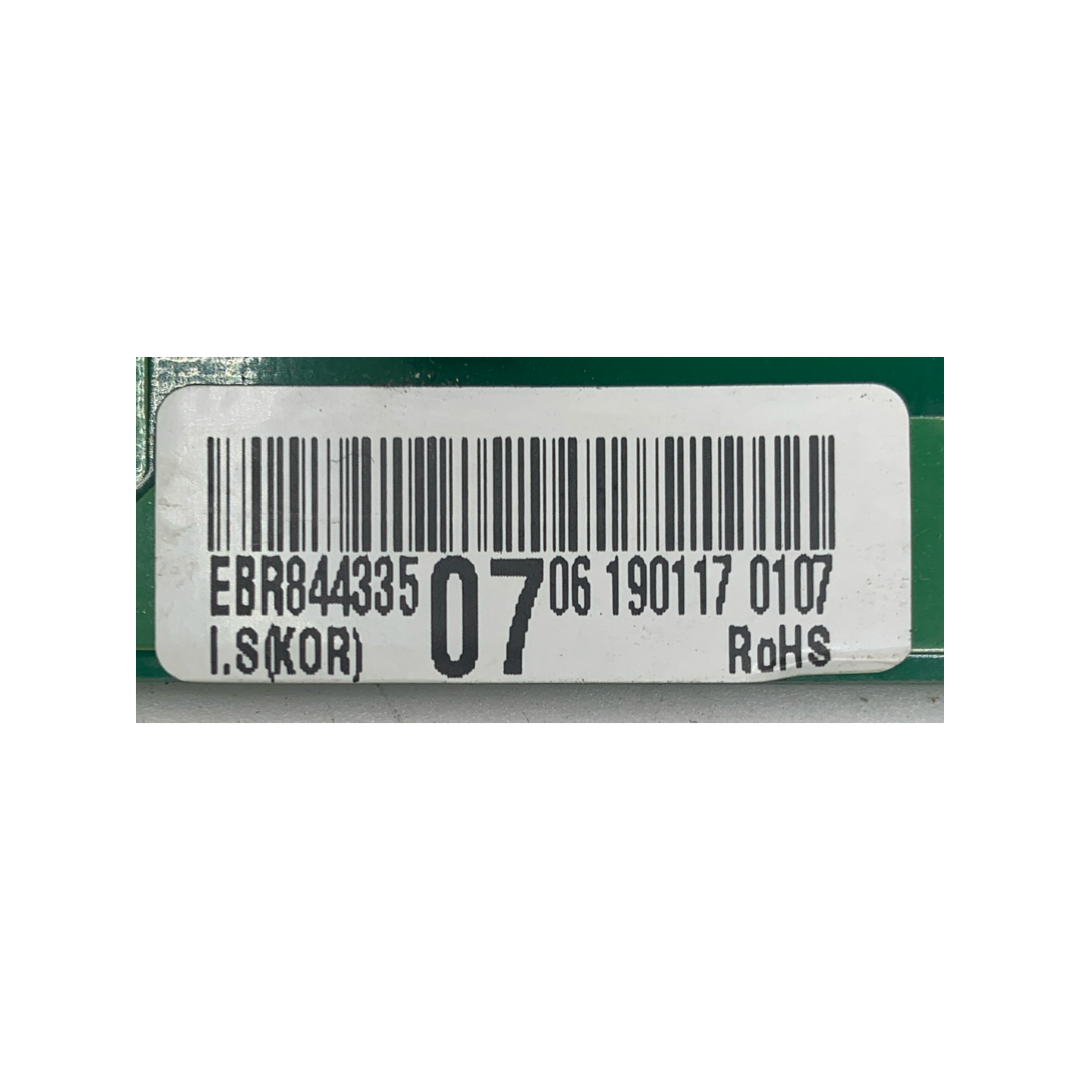 EBR844335 07 06 190117 0107
I.S(KOR) RoHS